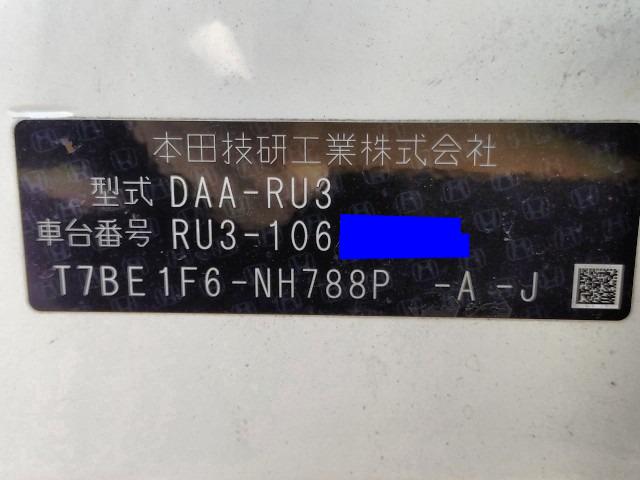 本田技研工業株式会社
型式 DAA-RU3
車台番号 RU3-106
T7BE1F6-NH788P -A-J